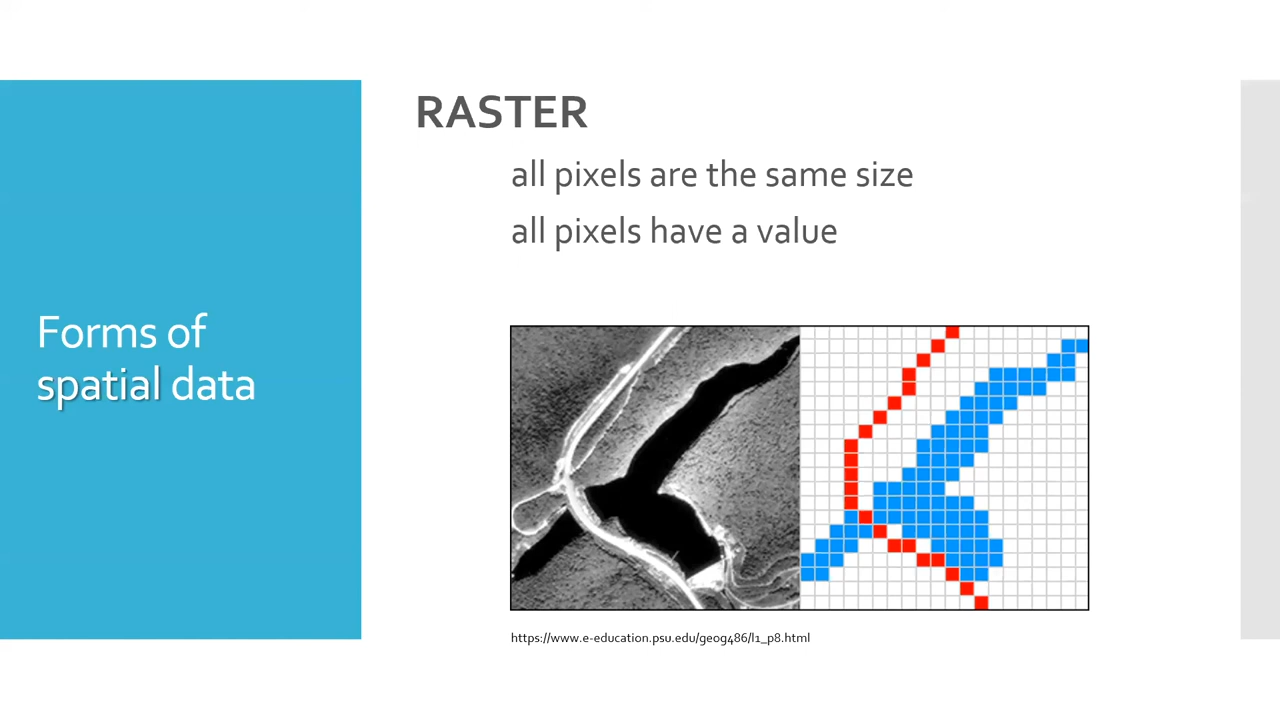 Forms of
spatial data
RASTER
all pixels are the same size
all pixels have a value
https://www.e-education.psu.edu/geog486/l1_p8.html